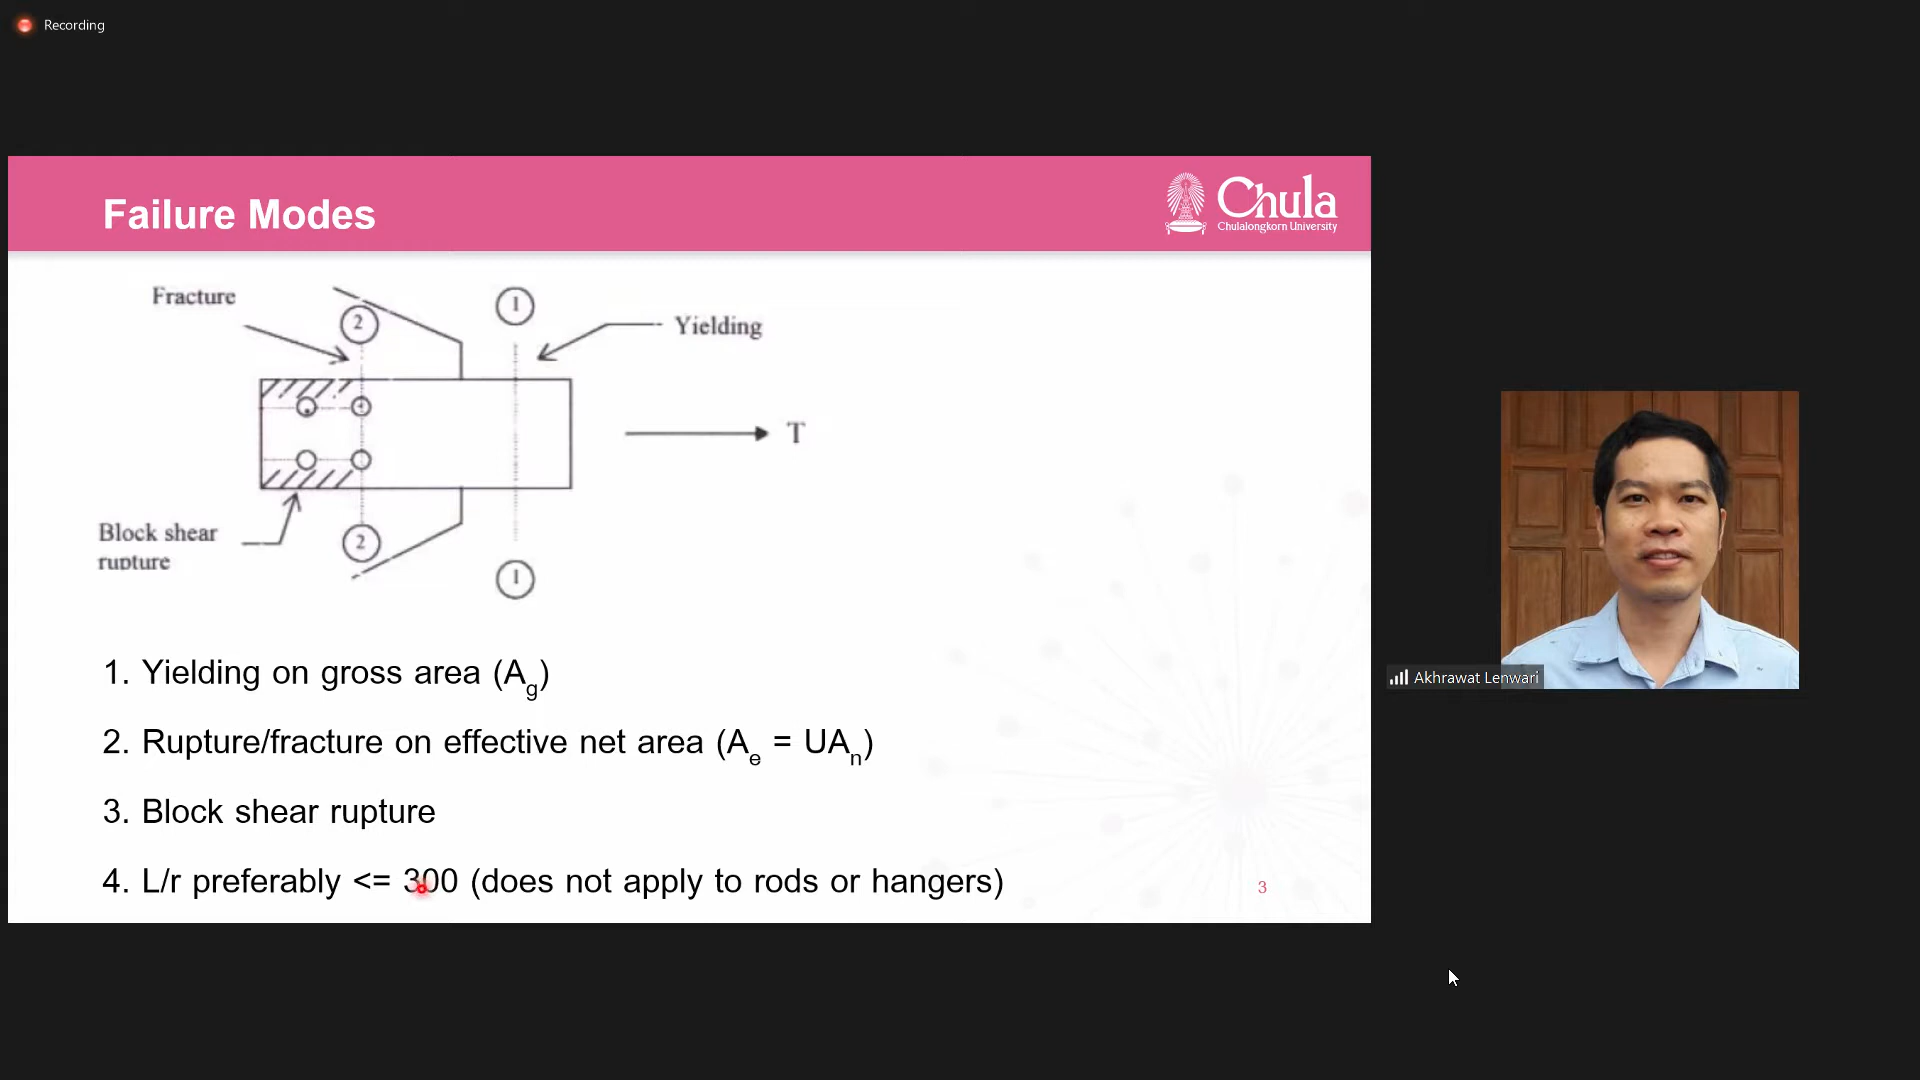 Recording
Failure Modes
Chula
Chulalongkorn University
Fracture
1
2
Yielding
T
Block shear
rupture
2
1
1. Yielding on gross area (Ag)
2. Rupture/fracture on effective net area (Ae = UAn)
3. Block shear rupture
4. L/r preferably <= 300 (does not apply to rods or hangers)
3
Akhrawat Lenwari